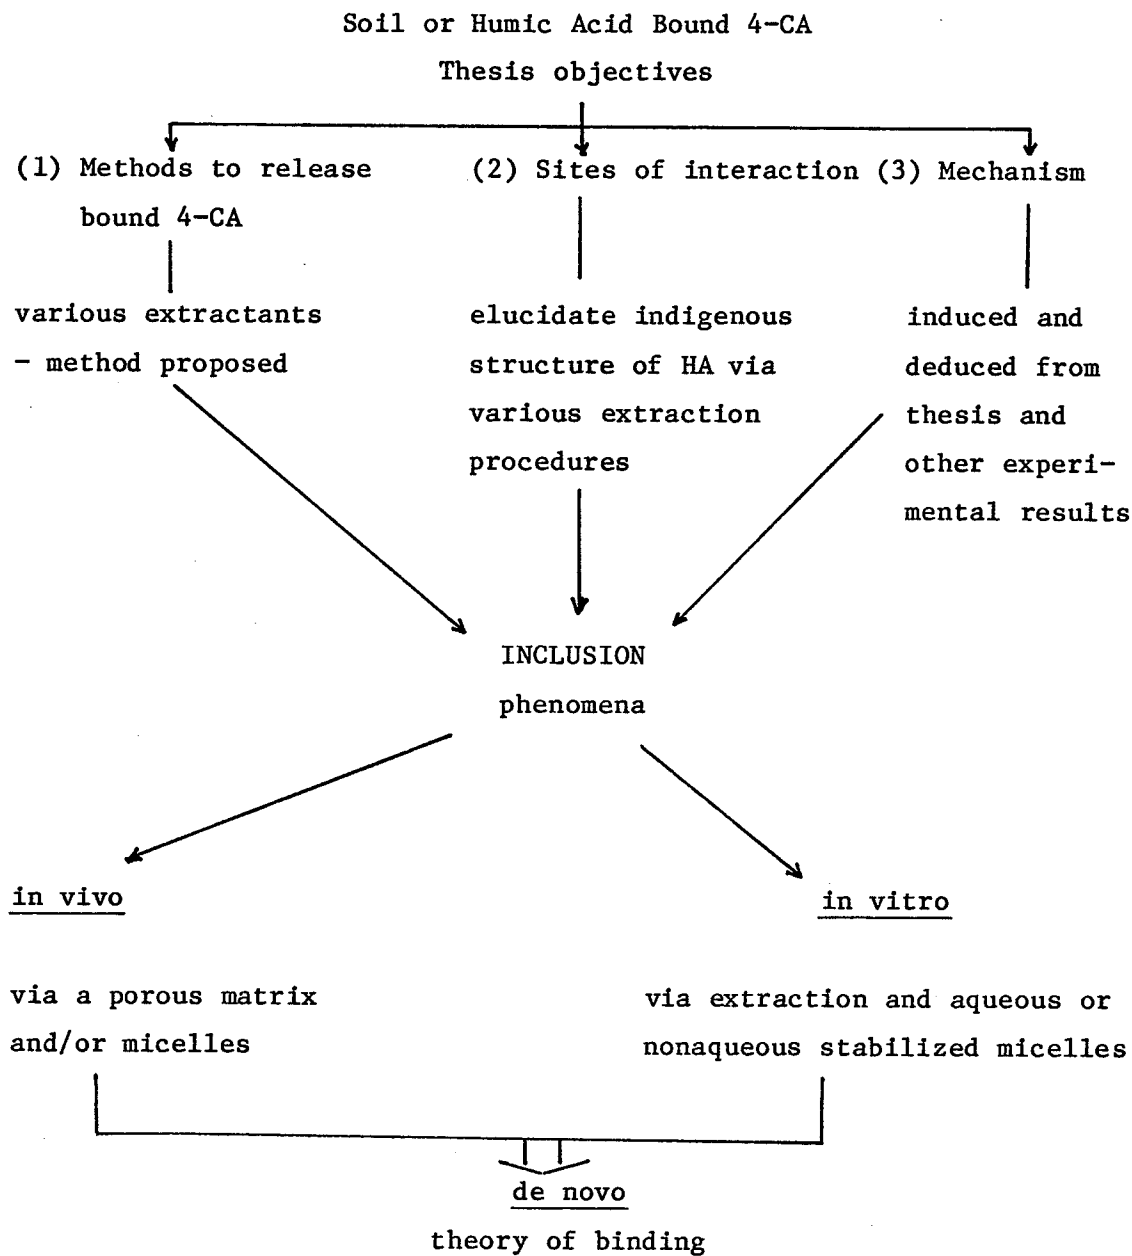 Soil or Humic Acid Bound 4-CA
Thesis objectives
(1) Methods to release
bound 4-CA
(2) Sites of interaction
(3) Mechanism
various extractants
- method proposed
elucidate indigenous
structure of HA via
various extraction
procedures
induced and
deduced from
thesis and
other experi-
mental results
INCLUSION
phenomena
in vivo
via a porous matrix
and/or micelles
in vitro
via extraction and aqueous or
nonaqueous stabilized micelles
de novo
theory of binding